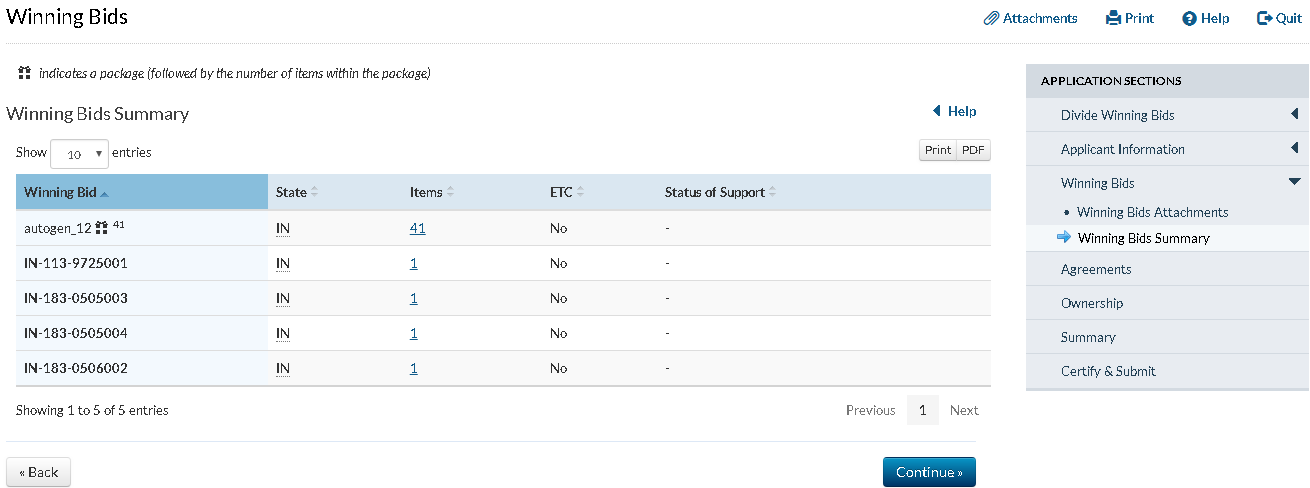 Winning Bids
Attachments Print Help Quit
indicates a package (followed by the number of items within the package)
Winning Bids Summary
Help
Show 10 entries
Print PDF
Winning Bid State Items ETC Status of Support
autogen_12 41 IN 41 No -
IN-113-9725001 IN 1 No -
IN-183-0505003 IN 1 No -
IN-183-0505004 IN 1 No -
IN-183-0506002 IN 1 No -
Showing 1 to 5 of 5 entries
Previous 1 Next
« Back
Continue »
APPLICATION SECTIONS
Divide Winning Bids
Applicant Information
Winning Bids
• Winning Bids Attachments
Winning Bids Summary
Agreements
Ownership
Summary
Certify & Submit